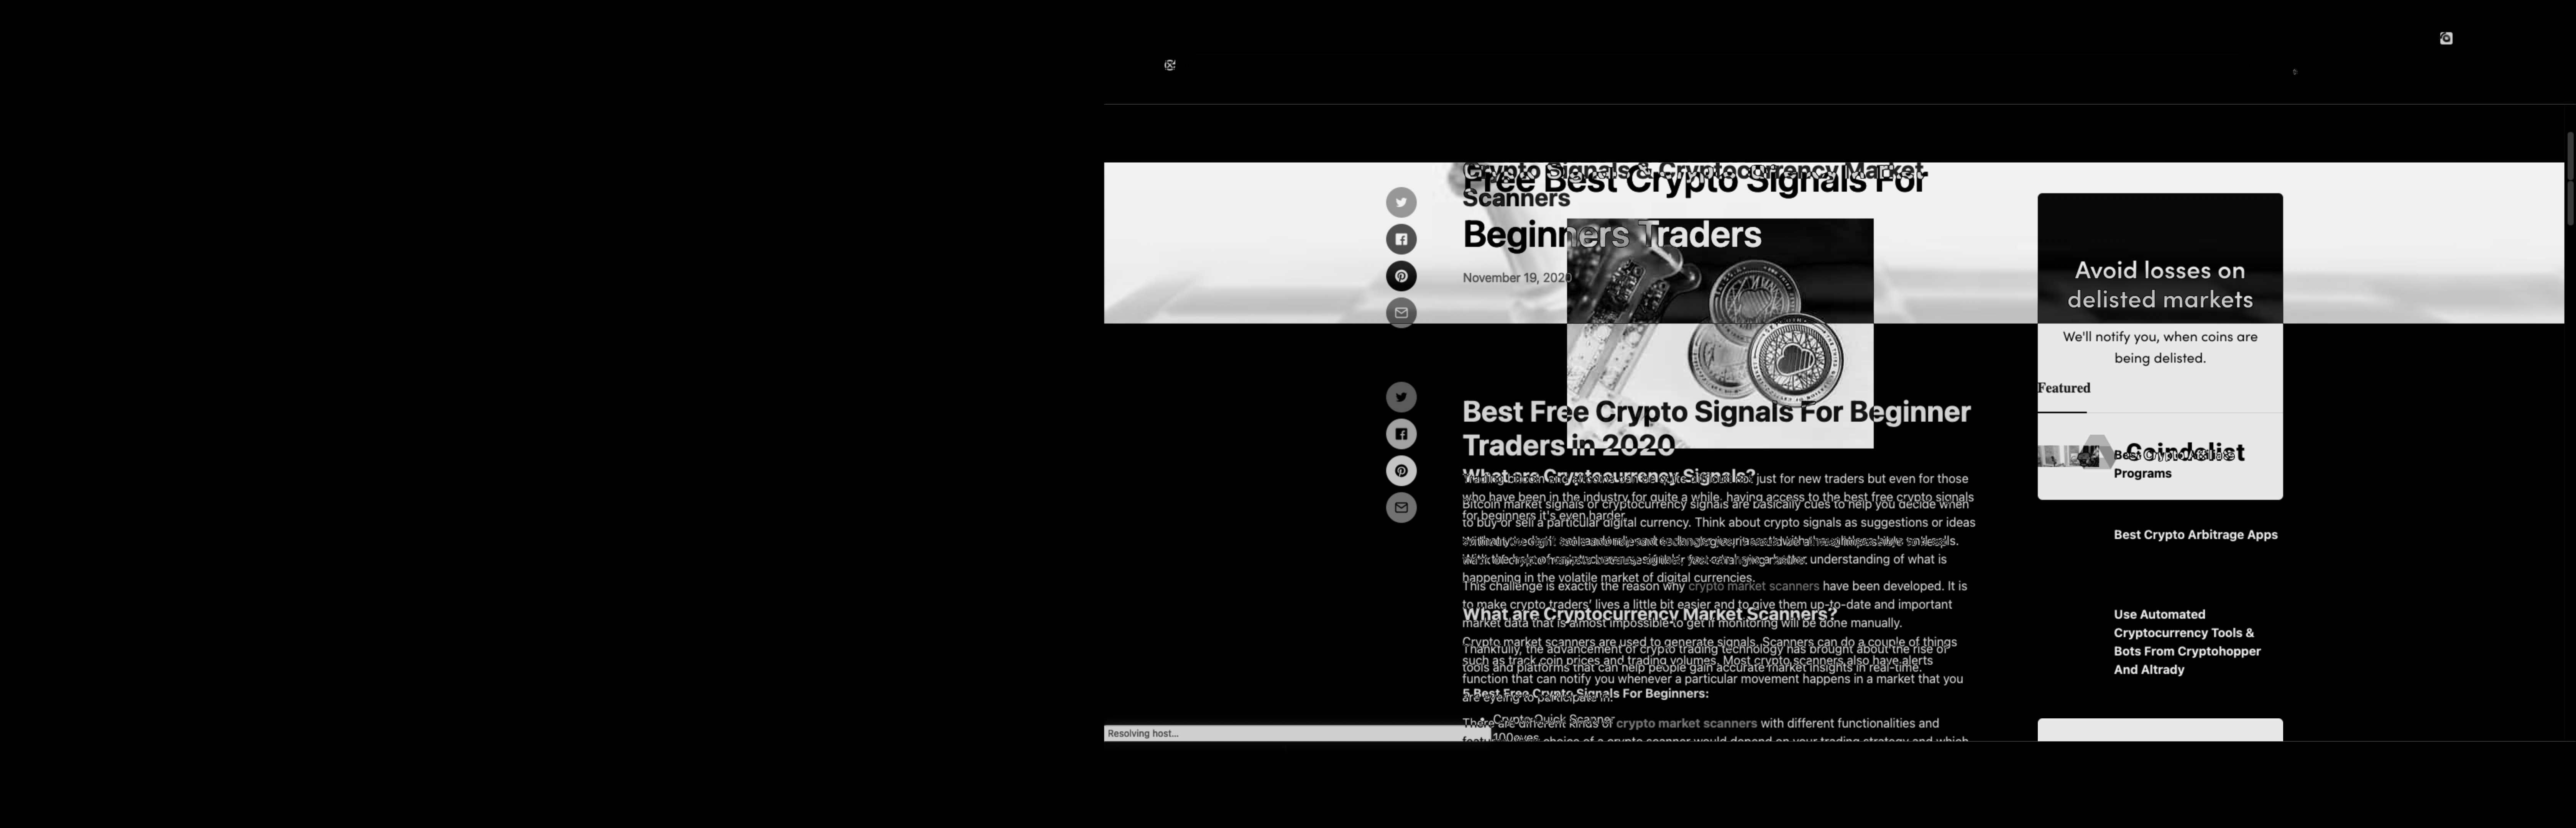 Crypto Signals & Cryptocurrency Market
Scanners
Free Best Crypto Signals For
Beginners Traders
November 19, 2020
Best Free Crypto Signals For Beginner
Traders in 2020
What are Cryptocurrency Signals?
just for new traders but even for those
who have been in the industry for quite a while, having access to the best free crypto signals
for beginners it's even harder.
Bitcoin market signals or cryptocurrency signals are basically cues to help you decide when
to buy or sell a particular digital currency. Think about crypto signals as suggestions or ideas
understanding of what is
happening in the volatile market of digital currencies.
This challenge is exactly the reason why crypto market scanners have been developed. It is
to make crypto traders' lives a little bit easier and to give them up-to-date and important
market data that is almost impossible to get if monitoring will be done manually.
What are Cryptocurrency Market Scanners?
Crypto market scanners are used to generate signals. Scanners can do a couple of things
such as track coin prices and trading volumes. Most crypto scanners also have alerts
function that can notify you whenever a particular movement happens in a market that you
are eyeing to participate in.
Thankfully, the advancement of crypto trading technology has brought about the rise of
tools and platforms that can help people gain accurate market insights in real-time.
5 Best Free Crypto Signals For Beginners:
Crypto Quick Scanner
100eyes
There are different kinds of crypto market scanners with different functionalities and
choice of a crypto scanner would depend on your trading strategy and which
Avoid losses on
delisted markets
We'll notify you, when coins are
being delisted.
Featured
Coindelist
Best Crypto
Programs
Best Crypto Arbitrage Apps
Use Automated
Cryptocurrency Tools &
Bots From Cryptohopper
And Altrady
Resolving host...